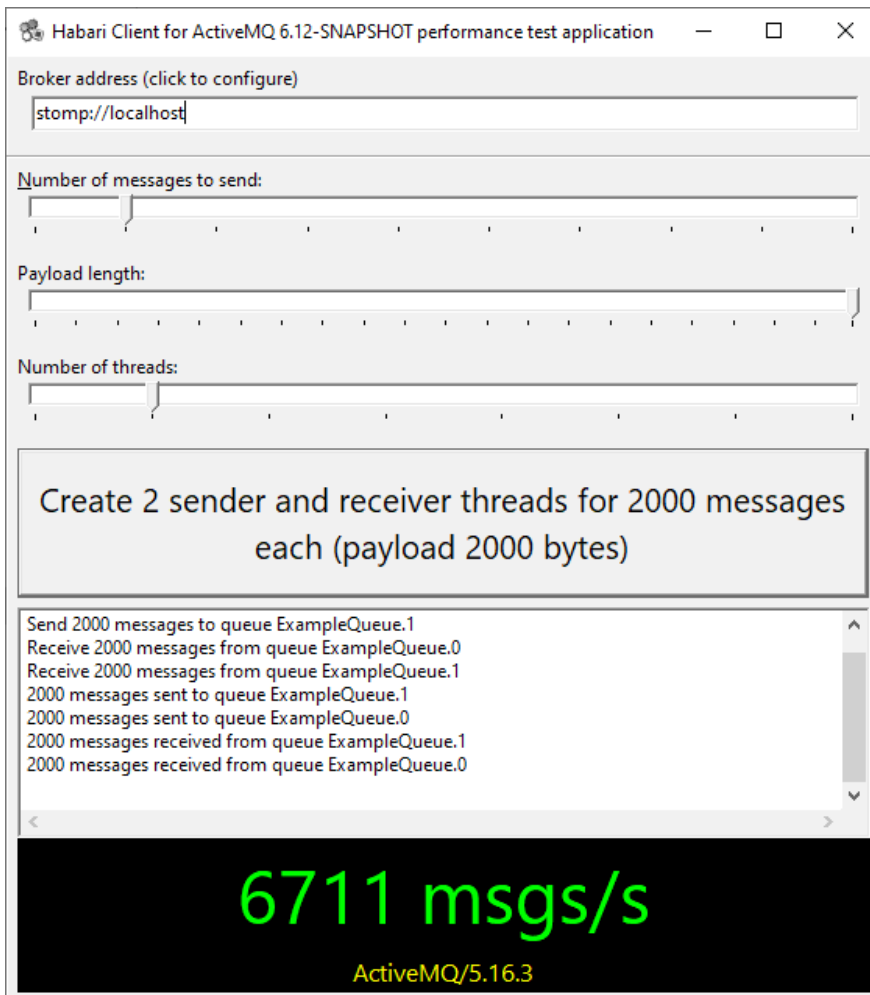 Habari Client for ActiveMQ 6.12-SNAPSHOT performance test application
Broker address (click to configure)
stomp://localhost
Number of messages to send:
Payload length:
Number of threads:
Create 2 sender and receiver threads for 2000 messages
each (payload 2000 bytes)
Send 2000 messages to queue ExampleQueue.1
Receive 2000 messages from queue ExampleQueue.0
Receive 2000 messages from queue ExampleQueue.1
2000 messages sent to queue ExampleQueue.1
2000 messages sent to queue ExampleQueue.0
2000 messages received from queue ExampleQueue.1
2000 messages received from queue ExampleQueue.0
6711 msgs/s
ActiveMQ/5.16.3